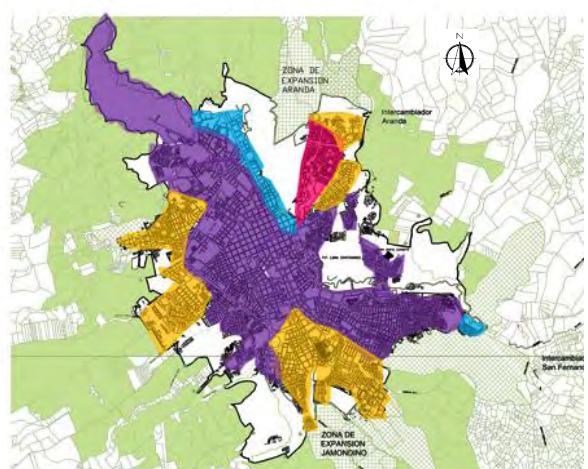 N
ZONA DE
EXPANSION
ARANDA
Intercambiador
Aranda
Intercambiador
San Fernando
ZONA DE
EXPANSION
JAMONDINO